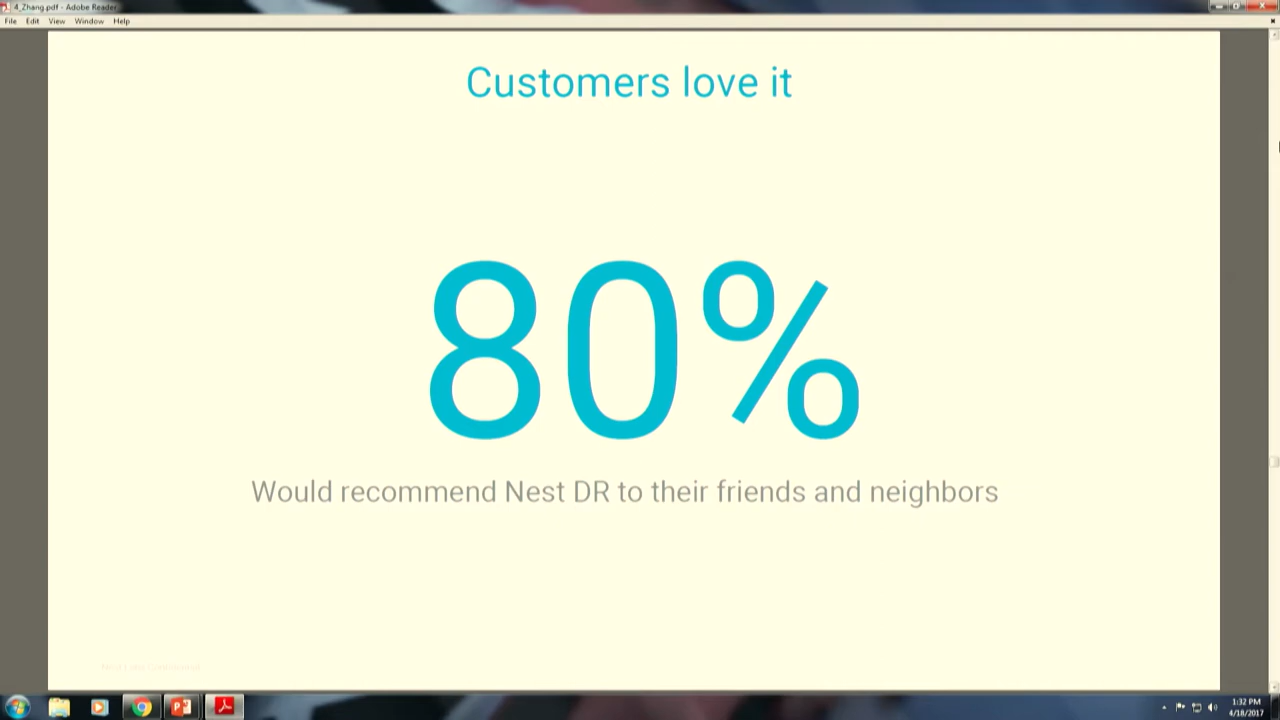 4_Zhang.pdf - Adobe Reader
File Edit View Window Help
Customers love it
80%
Would recommend Nest DR to their friends and neighbors
1:32 PM
4/18/2017